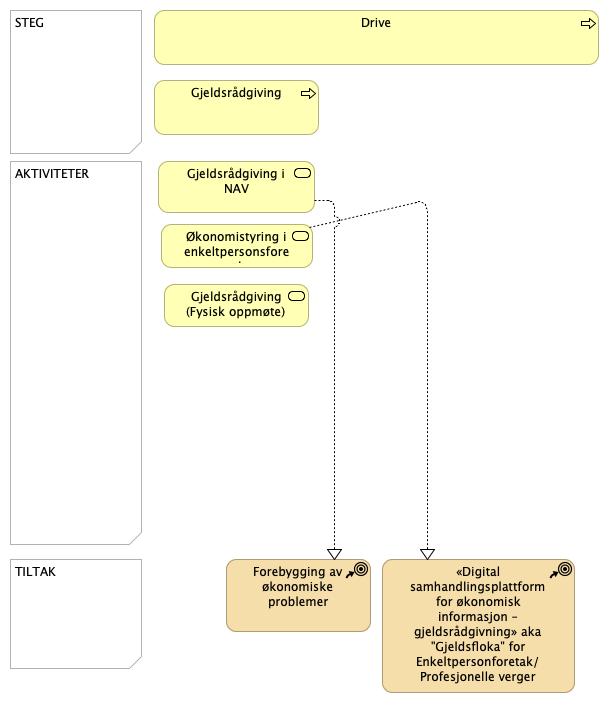 STEG
Drive
Gjeldsrådgiving
AKTIVITETER
Gjeldsrådgiving i
NAV
Økonomistyring i
enkeltpersonsfore
Gjeldsrådgiving
(Fysisk oppmøte)
TILTAK
Forebygging av
økonomiske
problemer
«Digital
samhandlingsplattform
for økonomisk
informasjon –
gjeldsrådgivning» aka
"Gjeldsfloka" for
Enkeltpersonforetak/
Profesjonelle verger